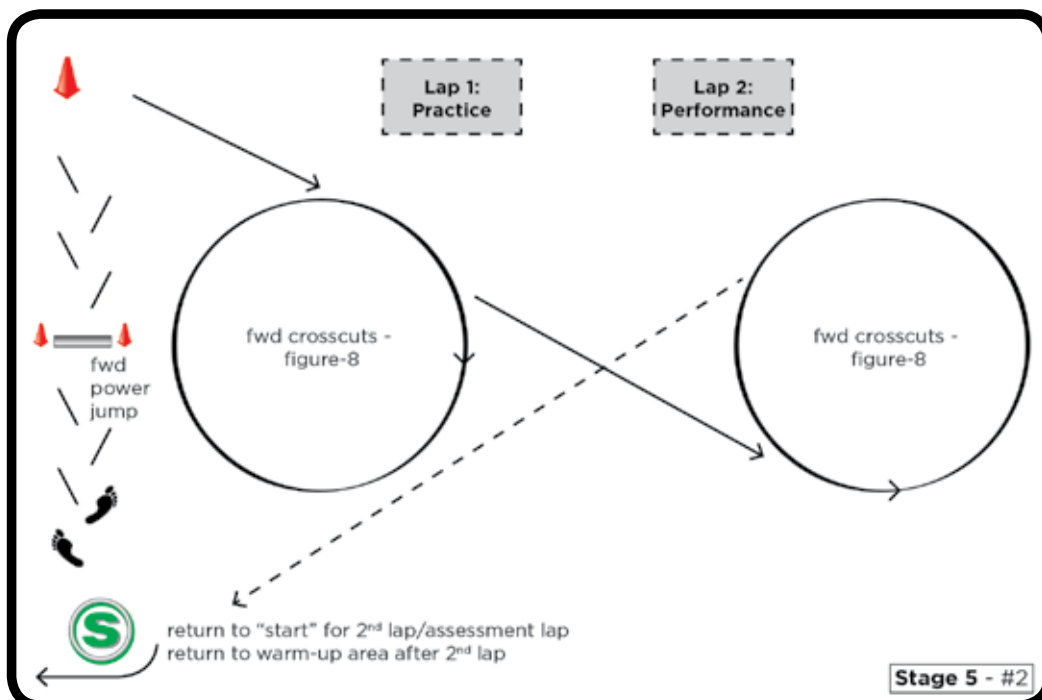 Lap 1:
Practice
Lap 2:
Performance
fwd crosscuts -
figure-8
fwd crosscuts -
figure-8
fwd
power
jump
S
return to “start” for 2nd lap/assessment lap
return to warm-up area after 2nd lap
Stage 5 - #2